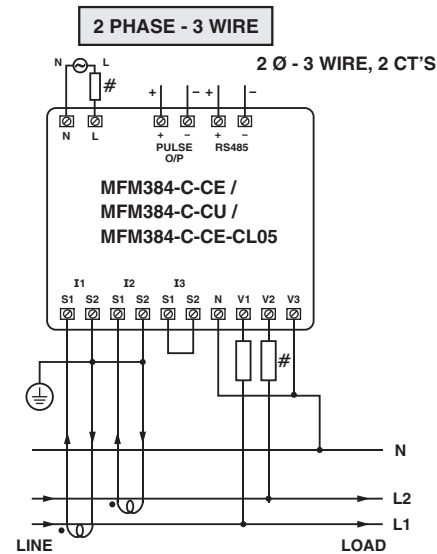 2 PHASE - 3 WIRE
2 Ø - 3 WIRE, 2 CT'S
N L
#
+ − + −
N L + − + −
PULSE O/P RS485
MFM384-C-CE /
MFM384-C-CU /
MFM384-C-CE-CL05
I1 I2 I3
S1 S2 S1 S2 S1 S2 N V1 V2 V3
#
N
L2
L1
LINE LOAD